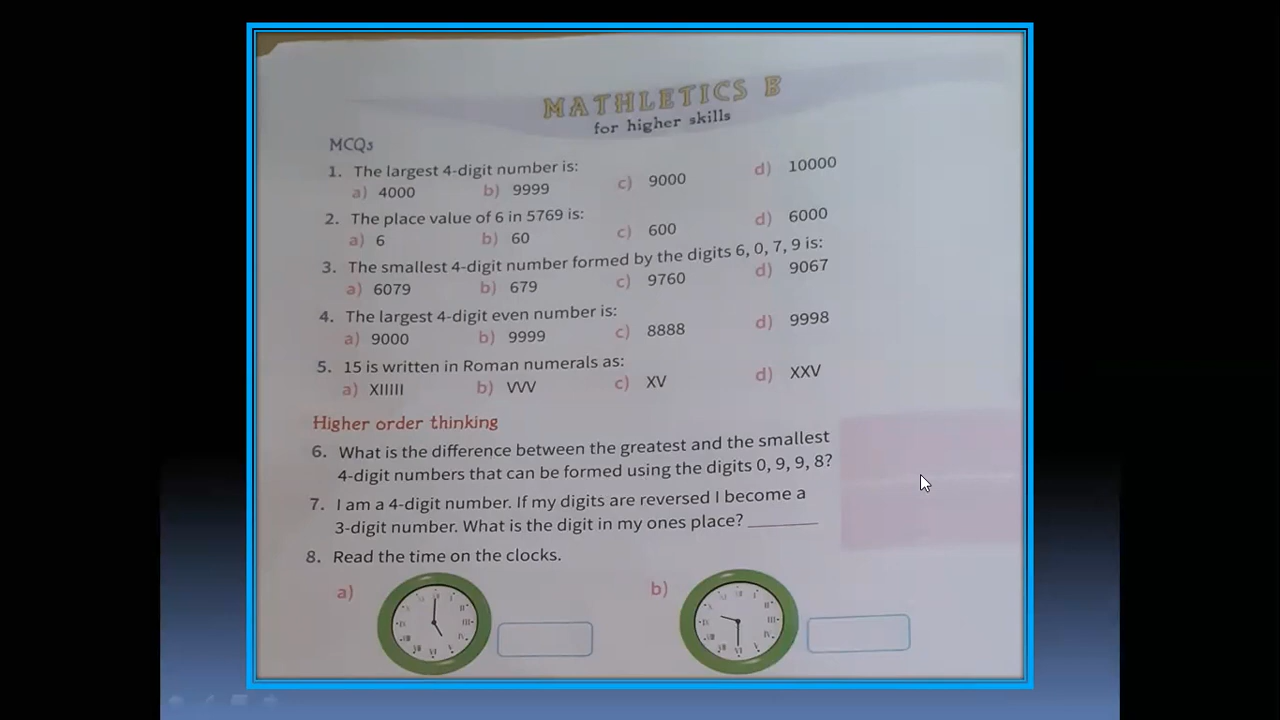 MATHLETICS B
for higher skills
MCQs
1. The largest 4-digit number is:
a) 4000 b) 9999 c) 9000 d) 10000
2. The place value of 6 in 5769 is:
a) 6 b) 60 c) 600 d) 6000
3. The smallest 4-digit number formed by the digits 6, 0, 7, 9 is:
a) 6079 b) 679 c) 9760 d) 9067
4. The largest 4-digit even number is:
a) 9000 b) 9999 c) 8888 d) 9998
5. 15 is written in Roman numerals as:
a) XIIIII b) VVV c) XV d) XXV
Higher order thinking
6. What is the difference between the greatest and the smallest
4-digit numbers that can be formed using the digits 0, 9, 9, 8?
7. I am a 4-digit number. If my digits are reversed I become a
3-digit number. What is the digit in my ones place? ________
8. Read the time on the clocks.
a) b)